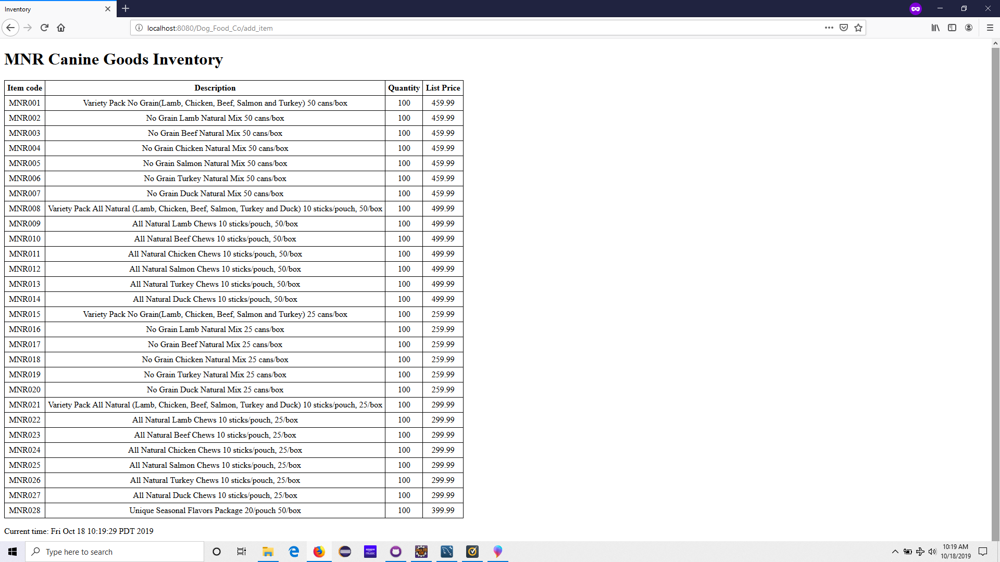 Inventory
localhost:8080/Dog_Food_Co/add_item
MNR Canine Goods Inventory
Item code Description Quantity List Price
MNR001 Variety Pack No Grain(Lamb, Chicken, Beef, Salmon and Turkey) 50 cans/box 100 459.99
MNR002 No Grain Lamb Natural Mix 50 cans/box 100 459.99
MNR003 No Grain Beef Natural Mix 50 cans/box 100 459.99
MNR004 No Grain Chicken Natural Mix 50 cans/box 100 459.99
MNR005 No Grain Salmon Natural Mix 50 cans/box 100 459.99
MNR006 No Grain Turkey Natural Mix 50 cans/box 100 459.99
MNR007 No Grain Duck Natural Mix 50 cans/box 100 459.99
MNR008 Variety Pack All Natural (Lamb, Chicken, Beef, Salmon, Turkey and Duck) 10 sticks/pouch, 50/box 100 499.99
MNR009 All Natural Lamb Chews 10 sticks/pouch, 50/box 100 499.99
MNR010 All Natural Beef Chews 10 sticks/pouch, 50/box 100 499.99
MNR011 All Natural Chicken Chews 10 sticks/pouch, 50/box 100 499.99
MNR012 All Natural Salmon Chews 10 sticks/pouch, 50/box 100 499.99
MNR013 All Natural Turkey Chews 10 sticks/pouch, 50/box 100 499.99
MNR014 All Natural Duck Chews 10 sticks/pouch, 50/box 100 499.99
MNR015 Variety Pack No Grain(Lamb, Chicken, Beef, Salmon and Turkey) 25 cans/box 100 259.99
MNR016 No Grain Lamb Natural Mix 25 cans/box 100 259.99
MNR017 No Grain Beef Natural Mix 25 cans/box 100 259.99
MNR018 No Grain Chicken Natural Mix 25 cans/box 100 259.99
MNR019 No Grain Turkey Natural Mix 25 cans/box 100 259.99
MNR020 No Grain Duck Natural Mix 25 cans/box 100 259.99
MNR021 Variety Pack All Natural (Lamb, Chicken, Beef, Salmon, Turkey and Duck) 10 sticks/pouch, 25/box 100 299.99
MNR022 All Natural Lamb Chews 10 sticks/pouch, 25/box 100 299.99
MNR023 All Natural Beef Chews 10 sticks/pouch, 25/box 100 299.99
MNR024 All Natural Chicken Chews 10 sticks/pouch, 25/box 100 299.99
MNR025 All Natural Salmon Chews 10 sticks/pouch, 25/box 100 299.99
MNR026 All Natural Turkey Chews 10 sticks/pouch, 25/box 100 299.99
MNR027 All Natural Duck Chews 10 sticks/pouch, 25/box 100 299.99
MNR028 Unique Seasonal Flavors Package 20/pouch 50/box 100 399.99
Current time: Fri Oct 18 10:19:29 PDT 2019
Type here to search
amazon music
Java EE IDE
10:19 AM
10/18/2019